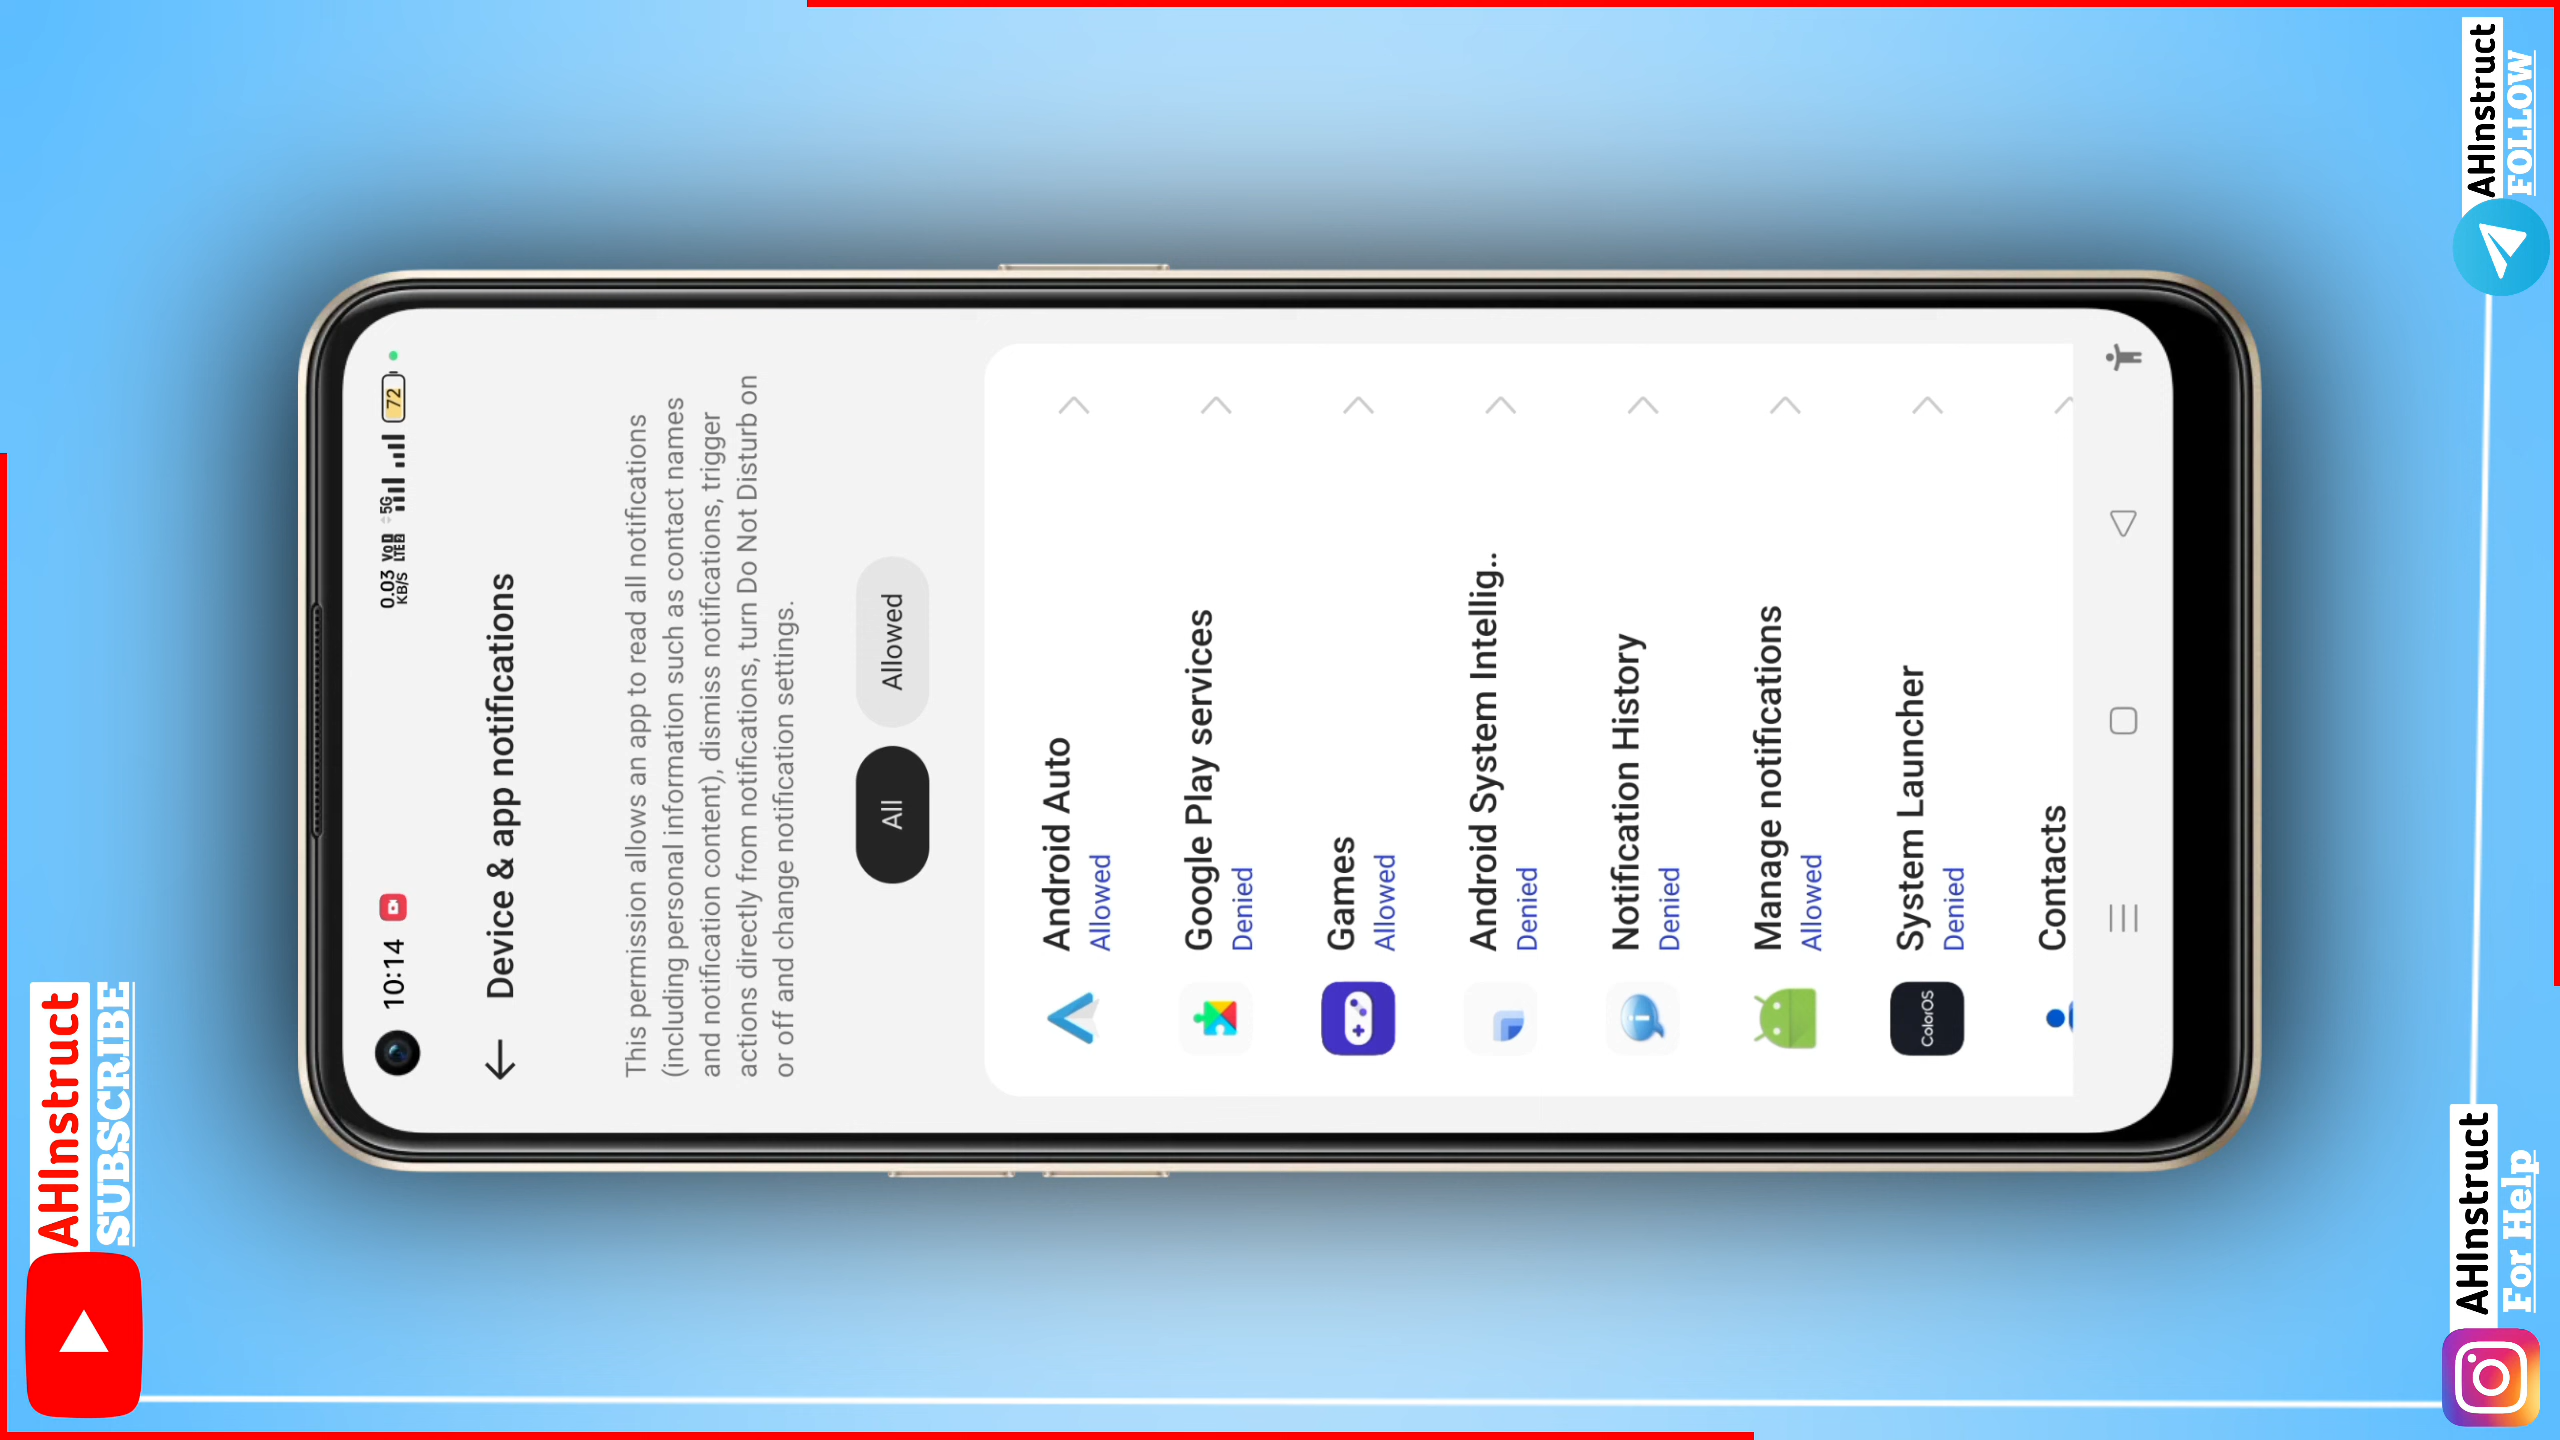 AHInstruct
SUBSCRIBE
10:14
0.03
KB/S
VoD
LTE2
5G
72
Device & app notifications
This permission allows an app to read all notifications
(including personal information such as contact names
and notification content), dismiss notifications, trigger
actions directly from notifications, turn Do Not Disturb on
or off and change notification settings.
All
Allowed
Android Auto
Allowed
Google Play services
Denied
Games
Allowed
Android System Intellig..
Denied
Notification History
Denied
Manage notifications
Allowed
ColorOS
System Launcher
Denied
Contacts
AHInstruct
For Help
AHInstruct
FOLLOW